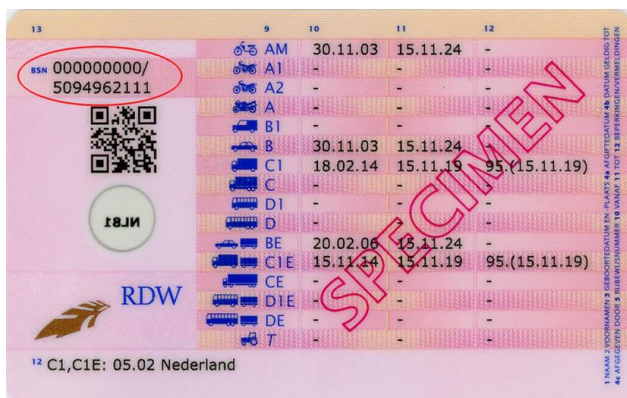 13 9 10 11 12
BSN 000000000/
5094962111
AM 30.11.03 15.11.24 -
A1 - - -
A2 - - -
A - - -
B1 - - -
B 30.11.03 15.11.24 -
C1 18.02.14 15.11.19 95.(15.11.19)
C - - -
D1 - - -
D - - -
BE 20.02.06 15.11.24 -
C1E 15.11.14 15.11.19 95.(15.11.19)
CE - - -
D1E - - -
DE - - -
T - - -
SPECIMEN
NL81
RDW
12 C1,C1E: 05.02 Nederland
1 NAAM 2 VOORNAMEN 3 GEBOORTEDATUM EN -PLAATS 4a AFGIFTEDATUM 4b DATUM GELDIG TOT
4c AFGEGEVEN DOOR 5 RIJBEWIJSNUMMER 10 VANAF 11 TOT 12 BEPERKINGEN/VERMELDINGEN